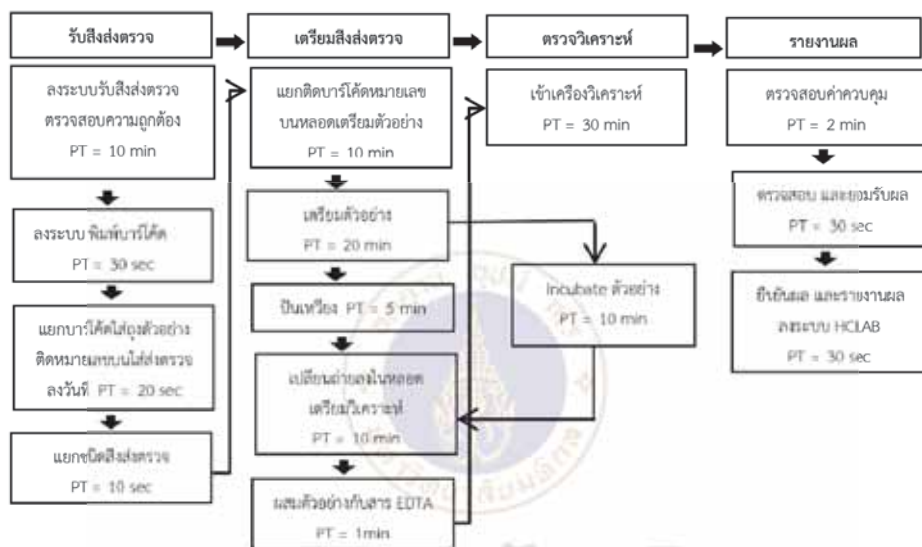 รับสิ่งส่งตรวจ
ลงระบบรับสิ่งส่งตรวจ
ตรวจสอบความถูกต้อง
PT = 10 min
ลงระบบ พิมพ์บาร์โค้ด
PT = 30 sec
แยกบาร์โค้ดใส่ถุงตัวอย่าง
ติดหมายเลขบนใส่ส่งตรวจ
ลงวันที่ PT = 20 sec
แยกชนิดสิ่งส่งตรวจ
PT = 10 sec
เตรียมสิ่งส่งตรวจ
แยกติดบาร์โค้ดหมายเลข
บนหลอดเตรียมตัวอย่าง
PT = 10 min
เตรียมตัวอย่าง
PT = 20 min
ปั่นเหวี่ยง PT = 5 min
เปลี่ยนถ่ายลงในหลอด
เตรียมวิเคราะห์
PT = 10 min
ผสมตัวอย่างกับสาร EDTA
PT = 1min
Incubate ตัวอย่าง
PT = 10 min
ตรวจวิเคราะห์
เข้าเครื่องวิเคราะห์
PT = 30 min
รายงานผล
ตรวจสอบค่าควบคุม
PT = 2 min
ตรวจสอบ และยอมรับผล
PT = 30 sec
ยืนยันผล และรายงานผล
ลงระบบ HCLAB
PT = 30 sec